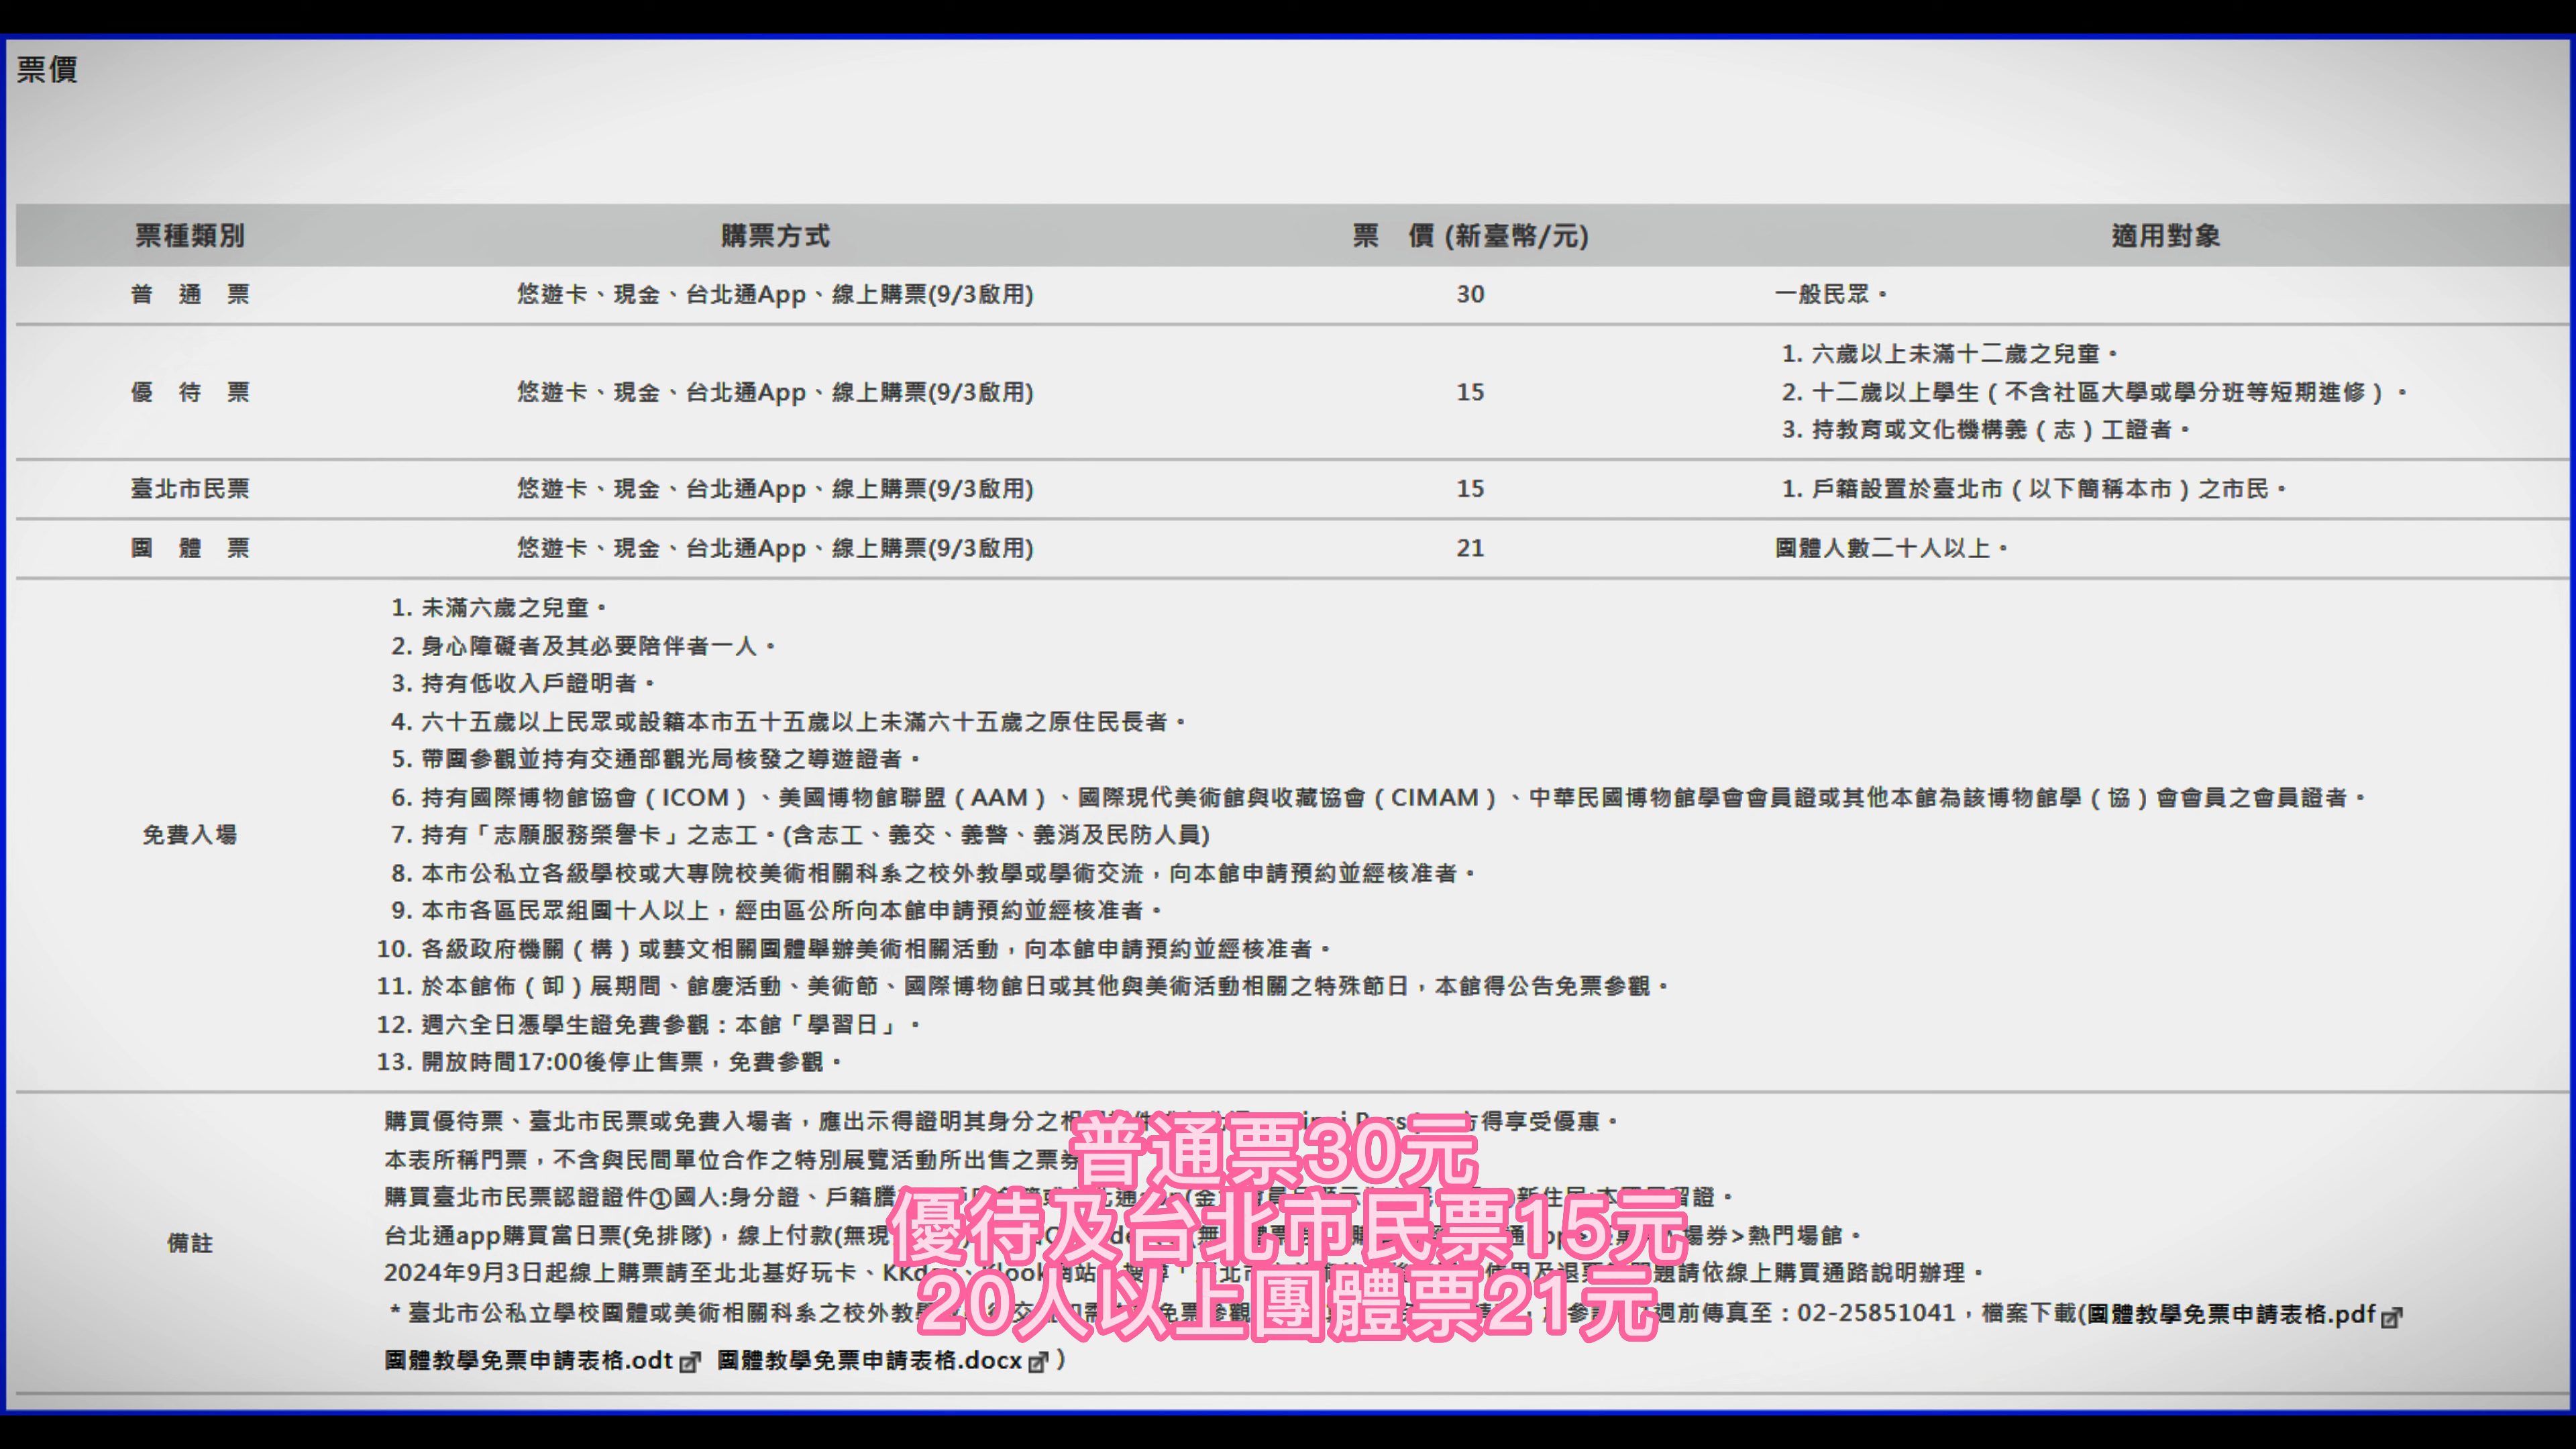 票價
票種類別 購票方式 票 價 (新臺幣/元) 適用對象
普 通 票 悠遊卡、現金、台北通App、線上購票(9/3啟用) 30 一般民眾。
優 待 票 悠遊卡、現金、台北通App、線上購票(9/3啟用) 15
1. 六歲以上未滿十二歲之兒童。
2. 十二歲以上學生（不含社區大學或學分班等短期進修）。
3. 持教育或文化機構義（志）工證者。
臺北市民票 悠遊卡、現金、台北通App、線上購票(9/3啟用) 15 1. 戶籍設置於臺北市（以下簡稱本市）之市民。
團 體 票 悠遊卡、現金、台北通App、線上購票(9/3啟用) 21 團體人數二十人以上。
免費入場
1. 未滿六歲之兒童。
2. 身心障礙者及其必要陪伴者一人。
3. 持有低收入戶證明者。
4. 六十五歲以上民眾或設籍本市五十五歲以上未滿六十五歲之原住民長者。
5. 帶團參觀並持有交通部觀光局核發之導遊證者。
6. 持有國際博物館協會（ICOM）、美國博物館聯盟（AAM）、國際現代美術館與收藏協會（CIMAM）、中華民國博物館學會會員證或其他本館為該博物館學（協）會會員之會員證者。
7. 持有「志願服務榮譽卡」之志工。(含志工、義交、義警、義消及民防人員)
8. 本市公私立各級學校或大專院校美術相關科系之校外教學或學術交流，向本館申請預約並經核准者。
9. 本市各區民眾組團十人以上，經由區公所向本館申請預約並經核准者。
10. 各級政府機關（構）或藝文相關團體舉辦美術相關活動，向本館申請預約並經核准者。
11. 於本館佈（卸）展期間、館慶活動、美術節、國際博物館日或其他與美術活動相關之特殊節日，本館得公告免票參觀。
12. 週六全日憑學生證免費參觀：本館「學習日」。
13. 開放時間17:00後停止售票，免費參觀。
備註
購買優待票、臺北市民票或免費入場者，應出示得證明其身分之 得享受優惠。
本表所稱門票，不含與民間單位合作之特別展覽活動所出售之票券
購買臺北市民票認證證件①國人:身分證、戶籍謄
台北通app購買當日票(免排隊)，線上付款(無現 場券>熱門場館。
2024年9月3日起線上購票請至北北基好玩卡、KKday、Klook 題請依線上購買通路說明辦理。
* 臺北市公私立學校團體或美術相關科系之校外教學 週前傳真至：02-25851041，檔案下載(團體教學免票申請表格.pdf
團體教學免票申請表格.odt 團體教學免票申請表格.docx )
普通票30元
優待及台北市民票15元
20人以上團體票21元